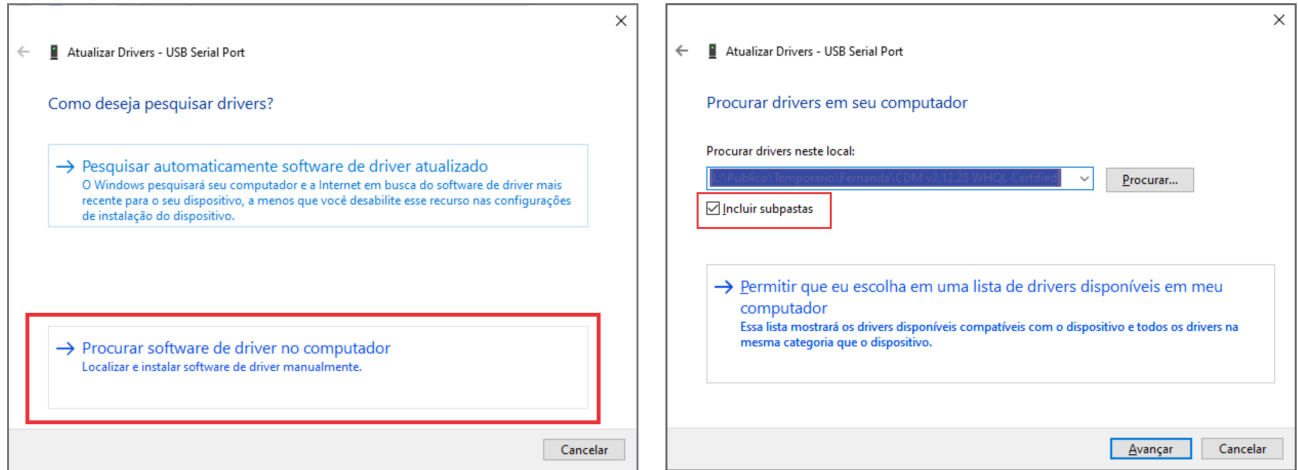 Atualizar Drivers - USB Serial Port
Como deseja pesquisar drivers?
Pesquisar automaticamente software de driver atualizado
O Windows pesquisará seu computador e a Internet em busca do software de driver mais
recente para o seu dispositivo, a menos que você desabilite esse recurso nas configurações
de instalação do dispositivo.
Procurar software de driver no computador
Localizar e instalar software de driver manualmente.
Cancelar
Atualizar Drivers - USB Serial Port
Procurar drivers em seu computador
Procurar drivers neste local:
L:\Publico\Temporario\Fernanda\CDM v2.12.28 WHQL Certified
Procurar...
Incluir subpastas
Permitir que eu escolha em uma lista de drivers disponíveis em meu
computador
Essa lista mostrará os drivers disponíveis compatíveis com o dispositivo e todos os drivers na
mesma categoria que o dispositivo.
Avançar
Cancelar